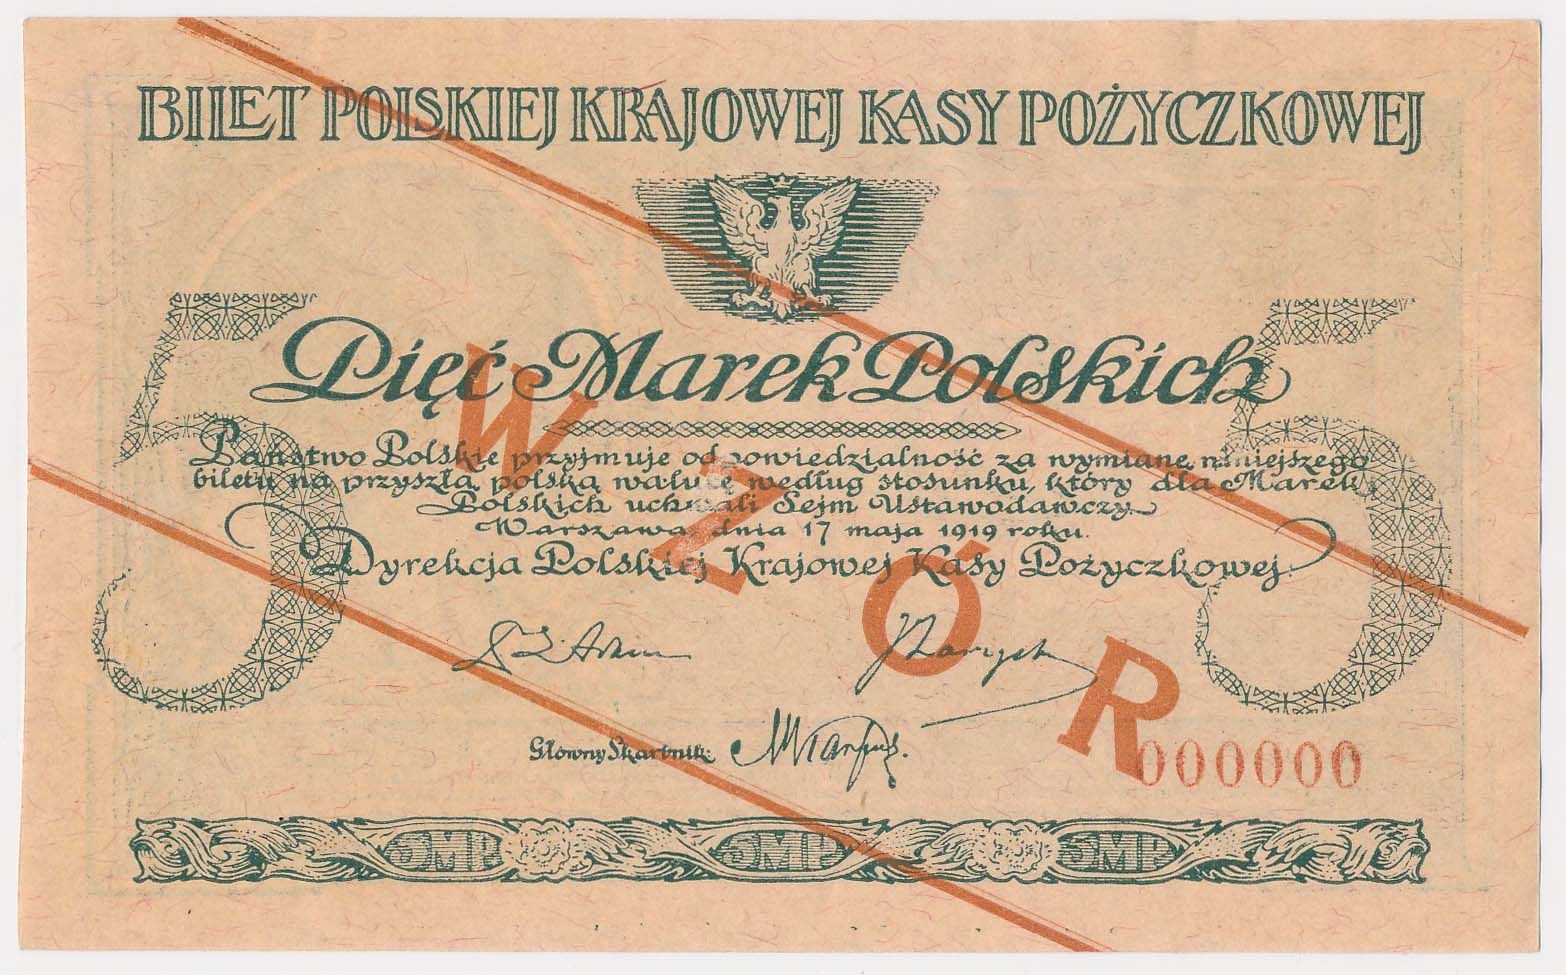 BILET POLSKIEJ KRAJOWEJ KASY POŻYCZKOWEJ
Pięć Marek Polskich
5 5
Państwo Polskie przyjmuje odpowiedzialność za wymianę niniejszego
biletu na przyszłą polską walutę według stosunku, który dla Marek
Polskich uchwali Sejm Ustawodawczy
Warszawa, dnia 17 maja 1919 roku.
Dyrekcja Polskiej Krajowej Kasy Pożyczkowej.
WZÓR
Główny Skarbnik:
000000
5MP 5MP 5MP